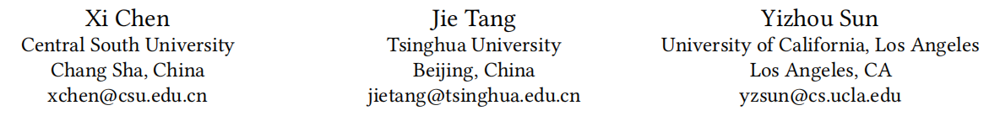 Xi Chen
Central South University
Chang Sha, China
xchen@csu.edu.cn
Jie Tang
Tsinghua University
Beijing, China
jietang@tsinghua.edu.cn
Yizhou Sun
University of California, Los Angeles
Los Angeles, CA
yzsun@cs.ucla.edu